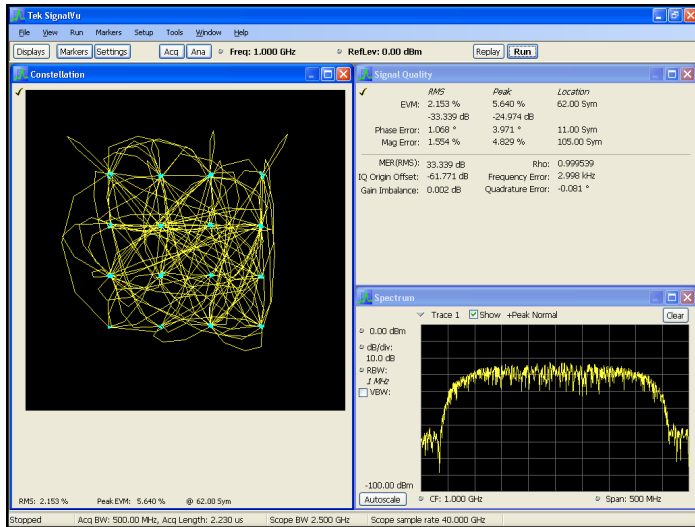 Tek SignalVu
File View Run Markers Setup Tools Window Help
Displays Markers Settings Acq Ana Freq: 1.000 GHz RefLev: 0.00 dBm Replay Run
Constellation
RMS: 2.153 % Peak EVM: 5.640 % @ 62.00 Sym
Signal Quality
RMS Peak Location
EVM: 2.153 % 5.640 % 62.00 Sym
-33.339 dB -24.974 dB
Phase Error: 1.068 ° 3.971 ° 11.00 Sym
Mag Error: 1.554 % 4.829 % 105.00 Sym
MER(RMS): 33.339 dB Rho: 0.999539
IQ Origin Offset: -61.771 dB Frequency Error: 2.998 kHz
Gain Imbalance: 0.002 dB Quadrature Error: -0.081 °
Spectrum
Trace 1 Show +Peak Normal Clear
0.00 dBm
dB/div:
10.0 dB
RBW:
1 MHz
VBW:
-100.00 dBm
Autoscale CF: 1.000 GHz Span: 500 MHz
Stopped Acq BW: 500.00 MHz, Acq Length: 2.230 us Scope BW 2.500 GHz Scope sample rate 40.000 GHz